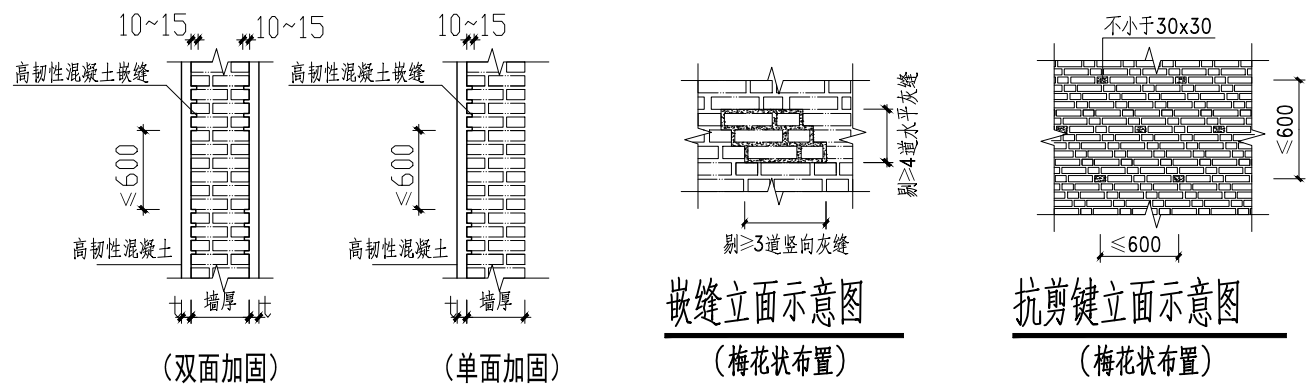 10~15
10~15
高韧性混凝土嵌缝
≤600
高韧性混凝土
t
墙厚
t
(双面加固)
10~15
高韧性混凝土嵌缝
≤600
高韧性混凝土
t
墙厚
(单面加固)
剔≥4道水平灰缝
剔≥3道竖向灰缝
嵌缝立面示意图
(梅花状布置)
不小于30x30
≤600
≤600
抗剪键立面示意图
(梅花状布置)